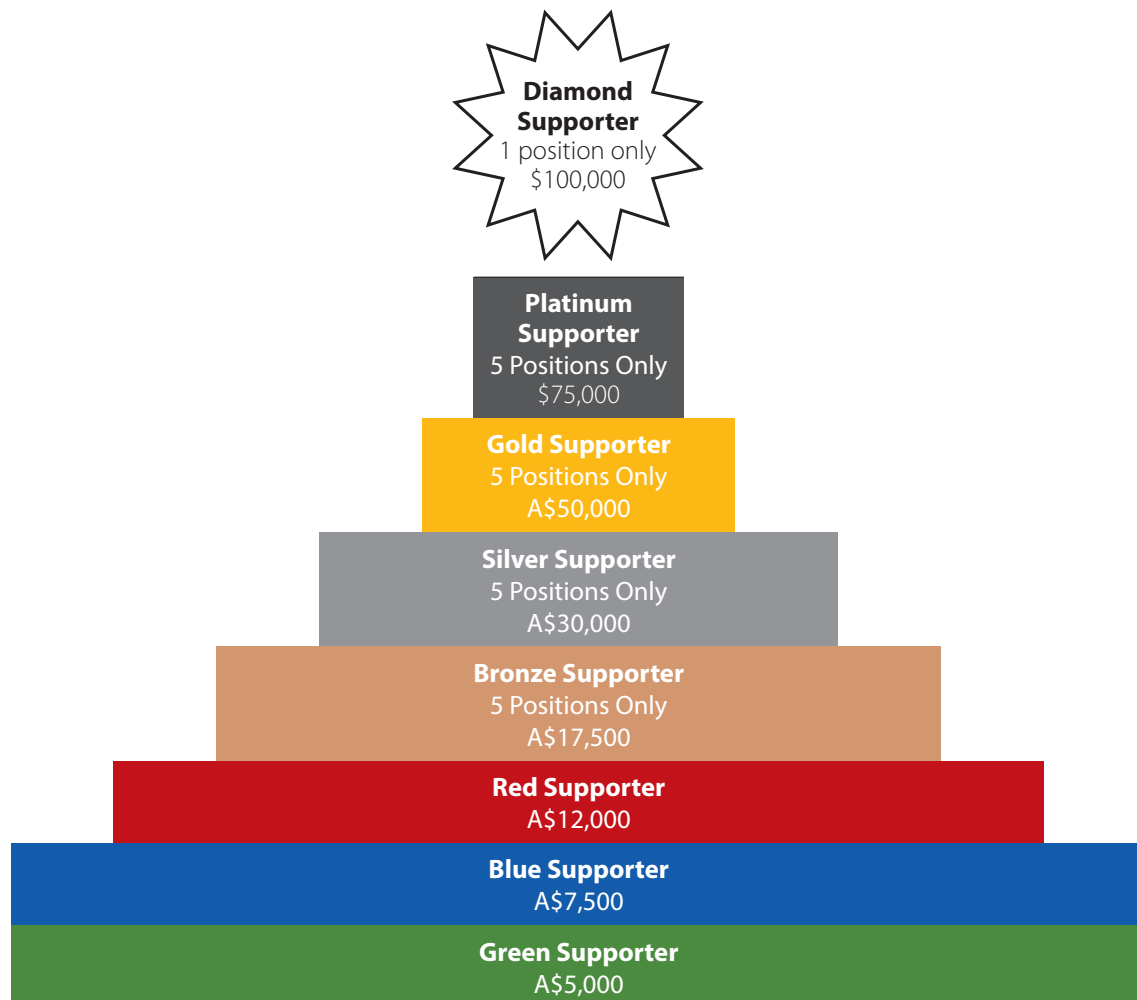 Diamond
Supporter
1 position only
$100,000
Platinum
Supporter
5 Positions Only
$75,000
Gold Supporter
5 Positions Only
A$50,000
Silver Supporter
5 Positions Only
A$30,000
Bronze Supporter
5 Positions Only
A$17,500
Red Supporter
A$12,000
Blue Supporter
A$7,500
Green Supporter
A$5,000